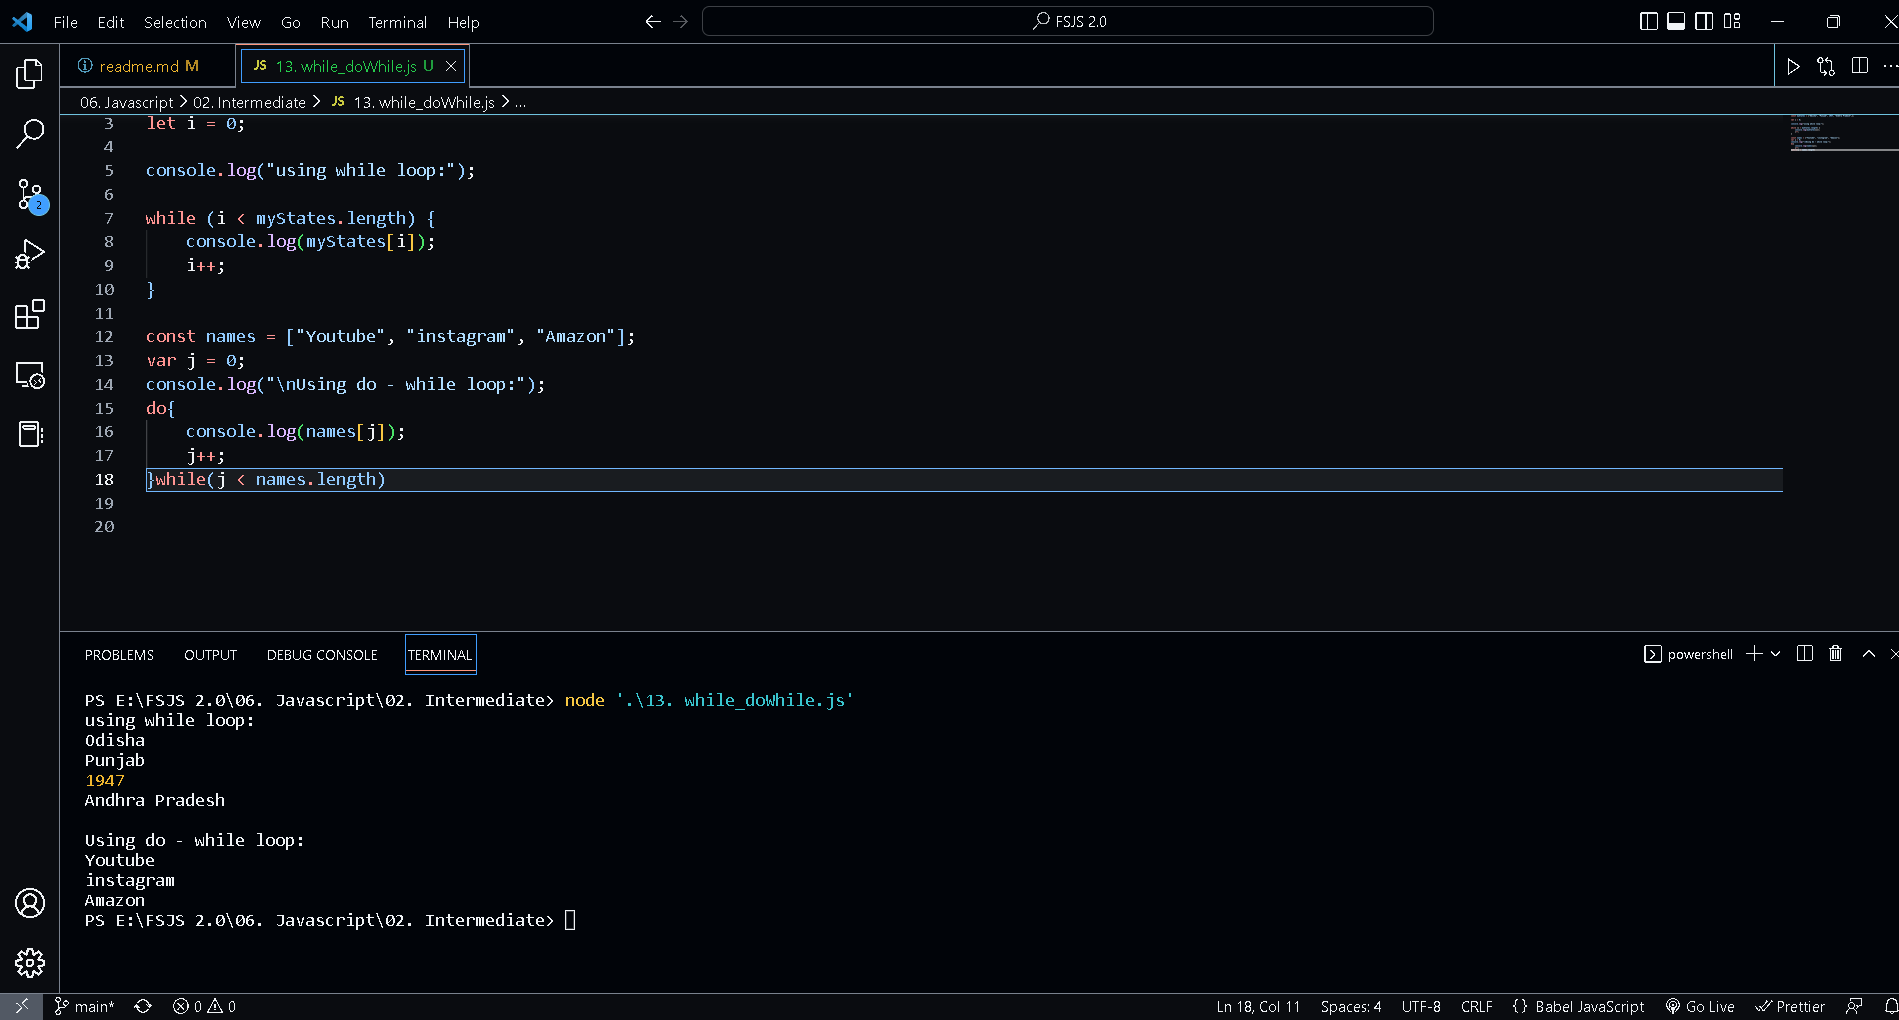 File Edit Selection View Go Run Terminal Help FSJS 2.0
readme.md M JS 13. while_doWhile.js U
06. Javascript > 02. Intermediate > JS 13. while_doWhile.js > ...
3 let i = 0;
4
5 console.log("using while loop:");
6
7 while (i < myStates.length) {
8 console.log(myStates[i]);
9 i++;
10 }
11
12 const names = ["Youtube", "instagram", "Amazon"];
13 var j = 0;
14 console.log("\nUsing do - while loop:");
15 do{
16 console.log(names[j]);
17 j++;
18 }while(j < names.length)
19
20
2
PROBLEMS OUTPUT DEBUG CONSOLE TERMINAL powershell
PS E:\FSJS 2.0\06. Javascript\02. Intermediate> node '.\13. while_doWhile.js'
using while loop:
Odisha
Punjab
1947
Andhra Pradesh
Using do - while loop:
Youtube
instagram
Amazon
PS E:\FSJS 2.0\06. Javascript\02. Intermediate>
main* 0 0 Ln 18, Col 11 Spaces: 4 UTF-8 CRLF {} Babel JavaScript Go Live Prettier